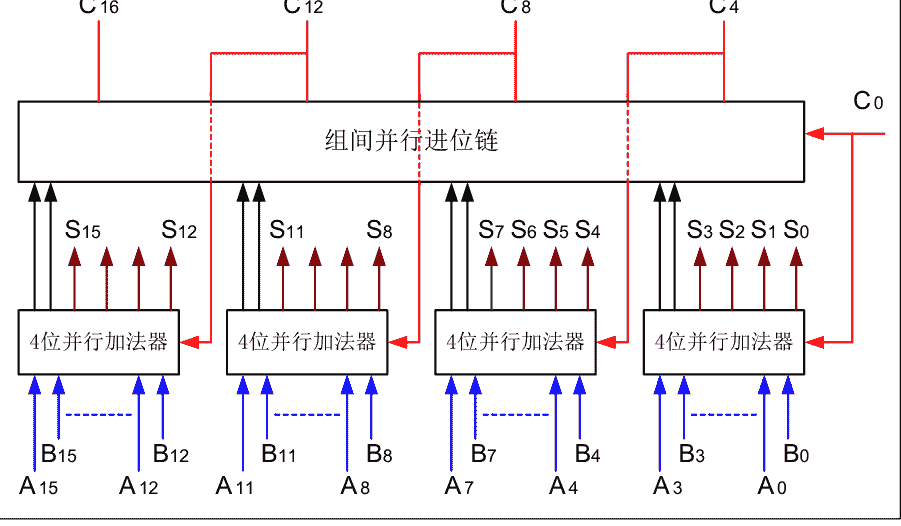 C16 C12 C8 C4
C0
组间并行进位链
S15 S12 S11 S8 S7 S6 S5 S4 S3 S2 S1 S0
4位并行加法器 4位并行加法器 4位并行加法器 4位并行加法器
B15 B12 B11 B8 B7 B4 B3 B0
A15 A12 A11 A8 A7 A4 A3 A0